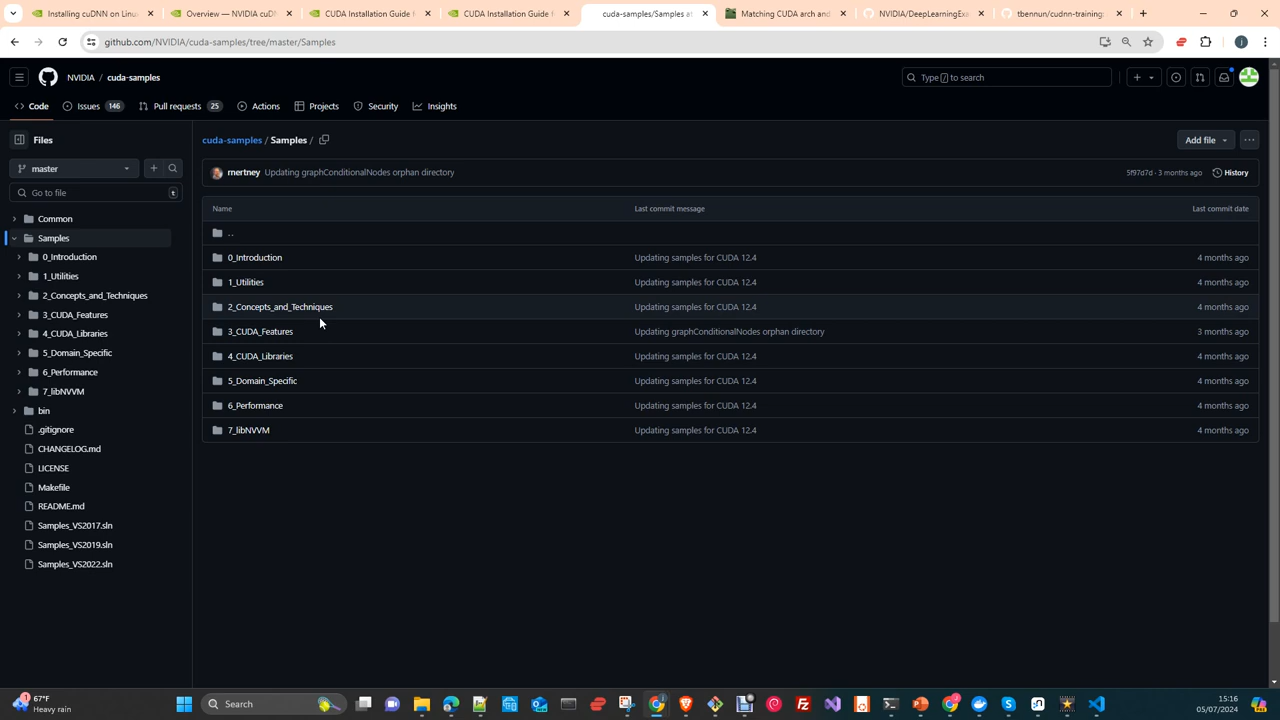 Installing cuDNN on Linux
Overview — NVIDIA cuDN
CUDA Installation Guide f
CUDA Installation Guide f
cuda-samples/Samples at
Matching CUDA arch and
NVIDIA/DeepLearningExa
tbennun/cudnn-training:
github.com/NVIDIA/cuda-samples/tree/master/Samples
NVIDIA / cuda-samples
Type / to search
Code
Issues 146
Pull requests 25
Actions
Projects
Security
Insights
Files
cuda-samples / Samples /
Add file
master
rnertney Updating graphConditionalNodes orphan directory
5f97d7d · 3 months ago
History
Go to file
t
Name
Last commit message
Last commit date
Common
Samples
0_Introduction
1_Utilities
2_Concepts_and_Techniques
3_CUDA_Features
4_CUDA_Libraries
5_Domain_Specific
6_Performance
7_libNVVM
bin
.gitignore
CHANGELOG.md
LICENSE
Makefile
README.md
Samples_VS2017.sln
Samples_VS2019.sln
Samples_VS2022.sln
..
0_Introduction Updating samples for CUDA 12.4 4 months ago
1_Utilities Updating samples for CUDA 12.4 4 months ago
2_Concepts_and_Techniques Updating samples for CUDA 12.4 4 months ago
3_CUDA_Features Updating graphConditionalNodes orphan directory 3 months ago
4_CUDA_Libraries Updating samples for CUDA 12.4 4 months ago
5_Domain_Specific Updating samples for CUDA 12.4 4 months ago
6_Performance Updating samples for CUDA 12.4 4 months ago
7_libNVVM Updating samples for CUDA 12.4 4 months ago
1
67°F
Heavy rain
Search
15:16
05/07/2024